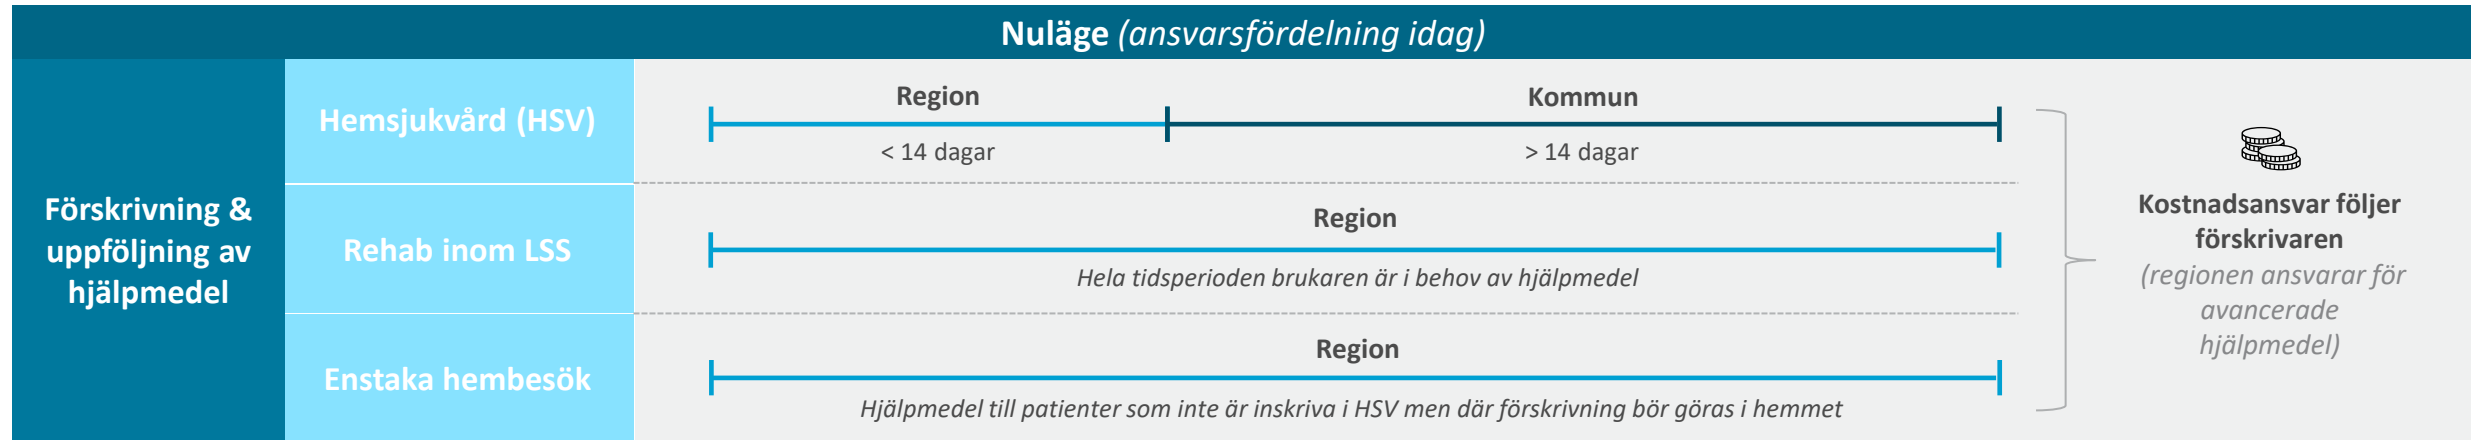 Nuläge (ansvarsfördelning idag)
Förskrivning &
uppföljning av
hjälpmedel
Hemsjukvård (HSV)
Region
Kommun
< 14 dagar
> 14 dagar
Rehab inom LSS
Region
Hela tidsperioden brukaren är i behov av hjälpmedel
Enstaka hembesök
Region
Hjälpmedel till patienter som inte är inskriva i HSV men där förskrivning bör göras i hemmet
Kostnadsansvar följer
förskrivaren
(regionen ansvarar för
avancerade
hjälpmedel)